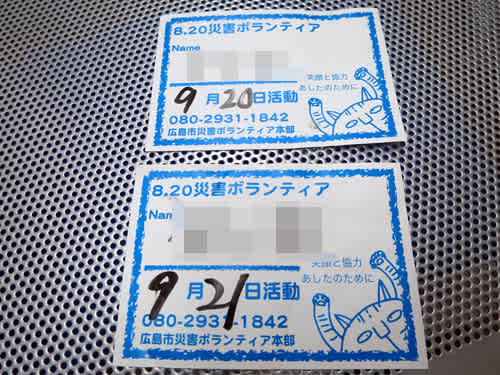 8.20災害ボランティア
Name
笑顔と協力
あしたのために
9月20日活動
080-2931-1842
広島市災害ボランティア本部
8.20災害ボランティア
Nam
笑顔と協力
あしたのために
9月21日活動
080-2931-1842
広島市災害ボランティア本部